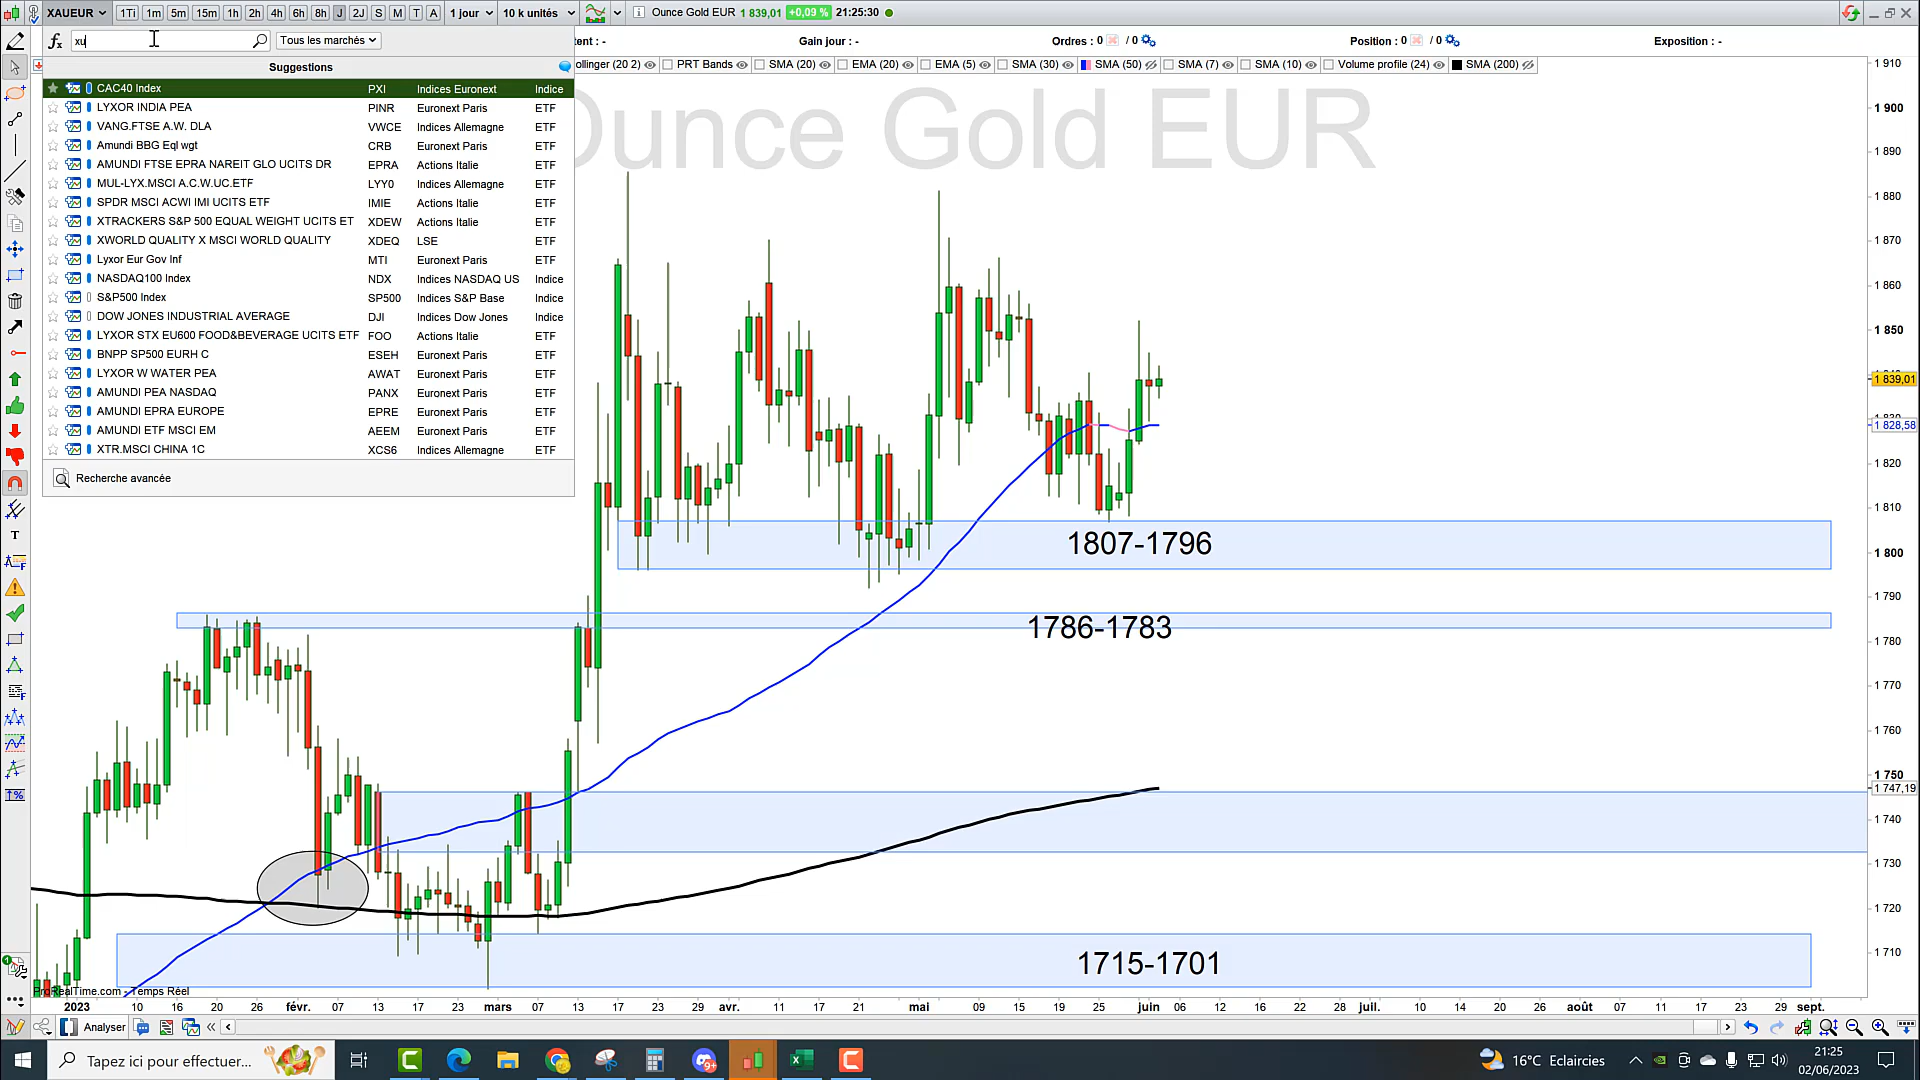 XAUEUR 1Ti 1m 5m 15m 1h 2h 4h 6h 8h J 2J S M T A 1 jour 10 k unités Ounce Gold EUR 1 839,01 +0,09 % 21:25:30
fx xu Tous les marchés
tent : - Gain jour : - Ordres : 0 / 0 Position : 0 / 0 Exposition : -
ollinger (20 2) PRT Bands SMA (20) EMA (20) EMA (5) SMA (30) SMA (50) SMA (7) SMA (10) Volume profile (24) SMA (200)
Suggestions
CAC40 Index PXI Indices Euronext Indice
LYXOR INDIA PEA PINR Euronext Paris ETF
VANG.FTSE A.W. DLA VWCE Indices Allemagne ETF
Amundi BBG Eql wgt CRB Euronext Paris ETF
AMUNDI FTSE EPRA NAREIT GLO UCITS DR EPRA Actions Italie ETF
MUL-LYX.MSCI A.C.W.UC.ETF LYY0 Indices Allemagne ETF
SPDR MSCI ACWI IMI UCITS ETF IMIE Actions Italie ETF
XTRACKERS S&P 500 EQUAL WEIGHT UCITS ET XDEW Actions Italie ETF
XWORLD QUALITY X MSCI WORLD QUALITY XDEQ LSE ETF
Lyxor Eur Gov Inf MTI Euronext Paris ETF
NASDAQ100 Index NDX Indices NASDAQ US Indice
S&P500 Index SP500 Indices S&P Base Indice
DOW JONES INDUSTRIAL AVERAGE DJI Indices Dow Jones Indice
LYXOR STX EU600 FOOD&BEVERAGE UCITS ETF FOO Actions Italie ETF
BNPP SP500 EURH C ESEH Euronext Paris ETF
LYXOR W WATER PEA AWAT Euronext Paris ETF
AMUNDI PEA NASDAQ PANX Euronext Paris ETF
AMUNDI EPRA EUROPE EPRE Euronext Paris ETF
AMUNDI ETF MSCI EM AEEM Euronext Paris ETF
XTR.MSCI CHINA 1C XCS6 Indices Allemagne ETF
Recherche avancée
Ounce Gold EUR
1 910
1 900
1 890
1 880
1 870
1 860
1 850
1 839,01
1 828,58
1 820
1 810
1 800
1 790
1 780
1 770
1 760
1 750
1 747,19
1 740
1 730
1 720
1 710
1807-1796
1786-1783
1715-1701
ProRealTime.com - Temps Réel
2023 10 16 20 26 févr. 07 13 17 23 mars 07 13 17 23 29 avr. 17 21 mai 09 15 19 25 juin 06 12 16 22 28 juil. 10 14 20 26 août 07 11 17 23 29 sept.
Analyser
Tapez ici pour effectuer... 16°C Eclaircies 21:25
02/06/2023